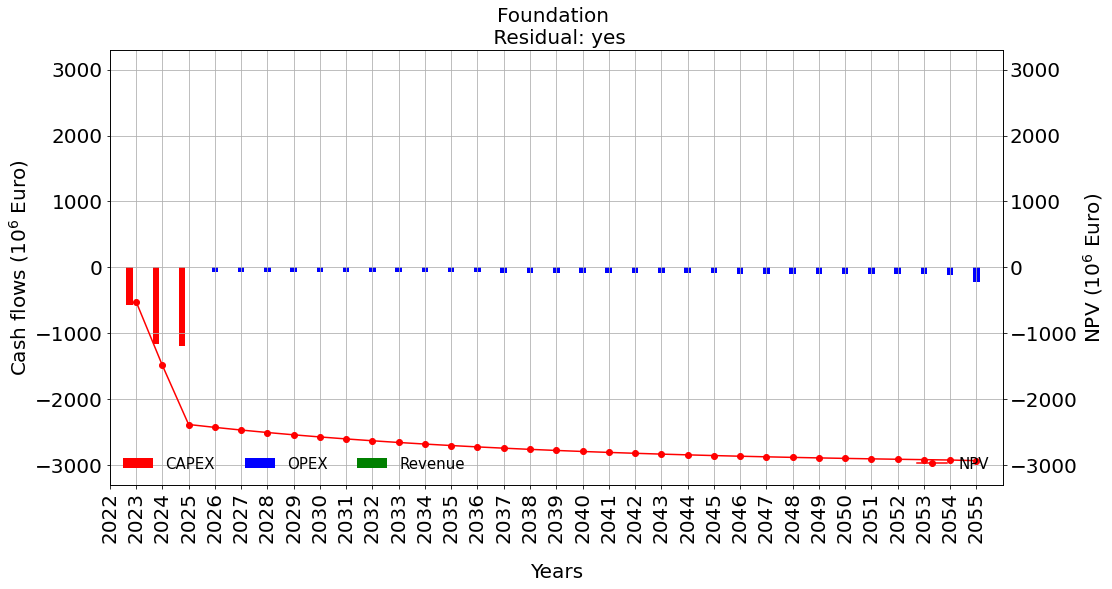 Foundation
Residual: yes
Cash flows (10⁶ Euro)
3000
2000
1000
0
−1000
−2000
−3000
3000
2000
1000
0
−1000
−2000
−3000
NPV (10⁶ Euro)
CAPEX OPEX Revenue NPV
2022 2023 2024 2025 2026 2027 2028 2029 2030 2031 2032 2033 2034 2035 2036 2037 2038 2039 2040 2041 2042 2043 2044 2045 2046 2047 2048 2049 2050 2051 2052 2053 2054 2055
Years